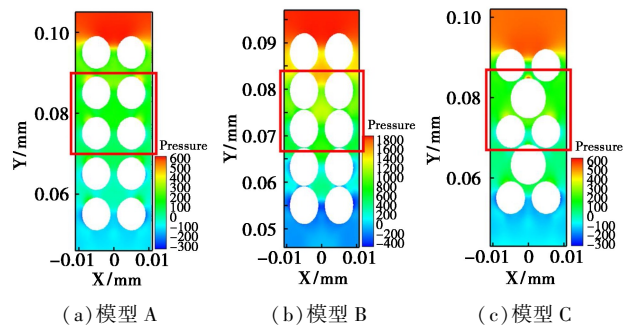 0.10
0.08
0.06
Y/mm
-0.01 0 0.01
X/mm
Pressure
600
500
400
300
200
100
0
-100
-200
-300
(a)模型 A
0.09
0.08
0.07
0.06
0.05
Y/mm
-0.01 0 0.01
X/mm
Pressure
1800
1600
1400
1200
1000
800
600
400
200
0
-200
-400
(b)模型 B
0.10
0.08
0.06
Y/mm
-0.01 0 0.01
X/mm
Pressure
600
500
400
300
200
100
0
-100
-200
-300
(c)模型 C